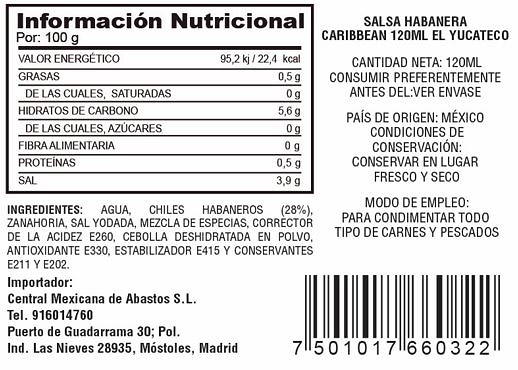 Información Nutricional
Por: 100 g
VALOR ENERGÉTICO 95,2 kj / 22,4 kcal
GRASAS 0,5 g
DE LAS CUALES, SATURADAS 0 g
HIDRATOS DE CARBONO 5,6 g
DE LAS CUALES, AZÚCARES 0 g
FIBRA ALIMENTARIA 0 g
PROTEÍNAS 0,5 g
SAL 3,9 g
INGREDIENTES: AGUA, CHILES HABANEROS (28%),
ZANAHORIA, SAL YODADA, MEZCLA DE ESPECIAS, CORRECTOR
DE LA ACIDEZ E260, CEBOLLA DESHIDRATADA EN POLVO,
ANTIOXIDANTE E330, ESTABILIZADOR E415 Y CONSERVANTES
E211 Y E202.
Importador:
Central Mexicana de Abastos S.L.
Tel. 916014760
Puerto de Guadarrama 30; Pol.
Ind. Las Nieves 28935, Móstoles, Madrid
SALSA HABANERA
CARIBBEAN 120ML EL YUCATECO
CANTIDAD NETA: 120ML
CONSUMIR PREFERENTEMENTE
ANTES DEL:VER ENVASE
PAÍS DE ORIGEN: MÉXICO
CONDICIONES DE
CONSERVACIÓN:
CONSERVAR EN LUGAR
FRESCO Y SECO
MODO DE EMPLEO:
PARA CONDIMENTAR TODO
TIPO DE CARNES Y PESCADOS
7 501017 660322